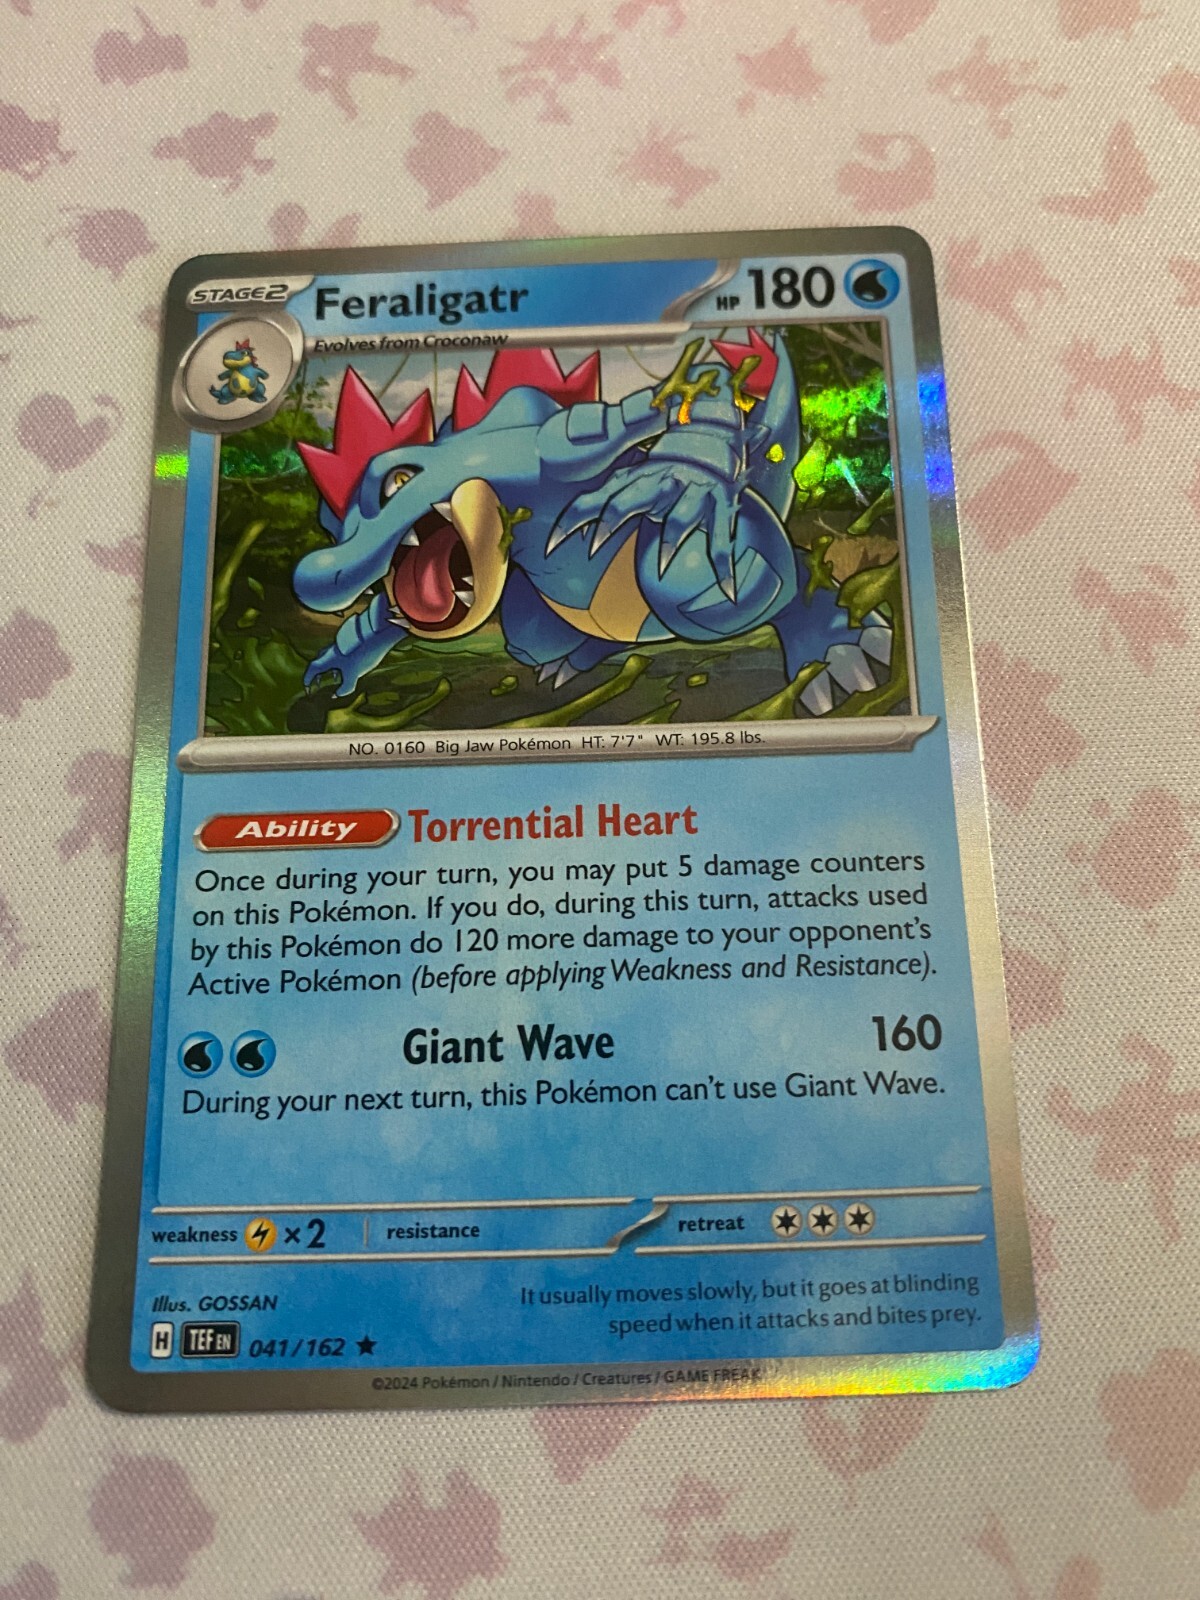 STAGE2 Feraligatr HP 180
Evolves from Croconaw
NO. 0160 Big Jaw Pokémon HT: 7'7" WT: 195.8 lbs.
Ability Torrential Heart
Once during your turn, you may put 5 damage counters
on this Pokémon. If you do, during this turn, attacks used
by this Pokémon do 120 more damage to your opponent's
Active Pokémon (before applying Weakness and Resistance).
Giant Wave 160
During your next turn, this Pokémon can't use Giant Wave.
weakness ×2 resistance retreat
Illus. GOSSAN
It usually moves slowly, but it goes at blinding
speed when it attacks and bites prey.
H TEF EN 041/162
©2024 Pokémon / Nintendo / Creatures / GAME FREAK